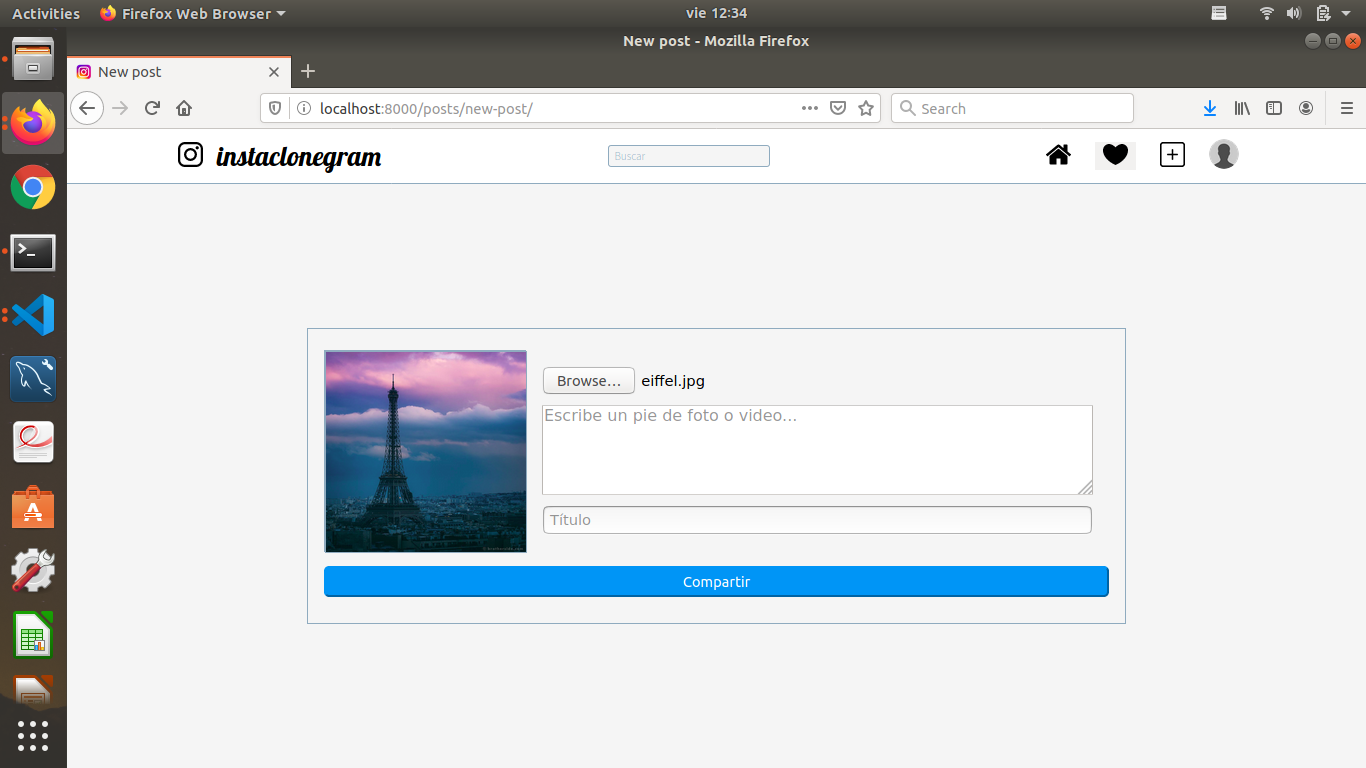 Activities
Firefox Web Browser
vie 12:34
New post - Mozilla Firefox
New post
localhost:8000/posts/new-post/
Search
instaclonegram
Buscar
Browse...
eiffel.jpg
Escribe un pie de foto o video...
Título
Compartir